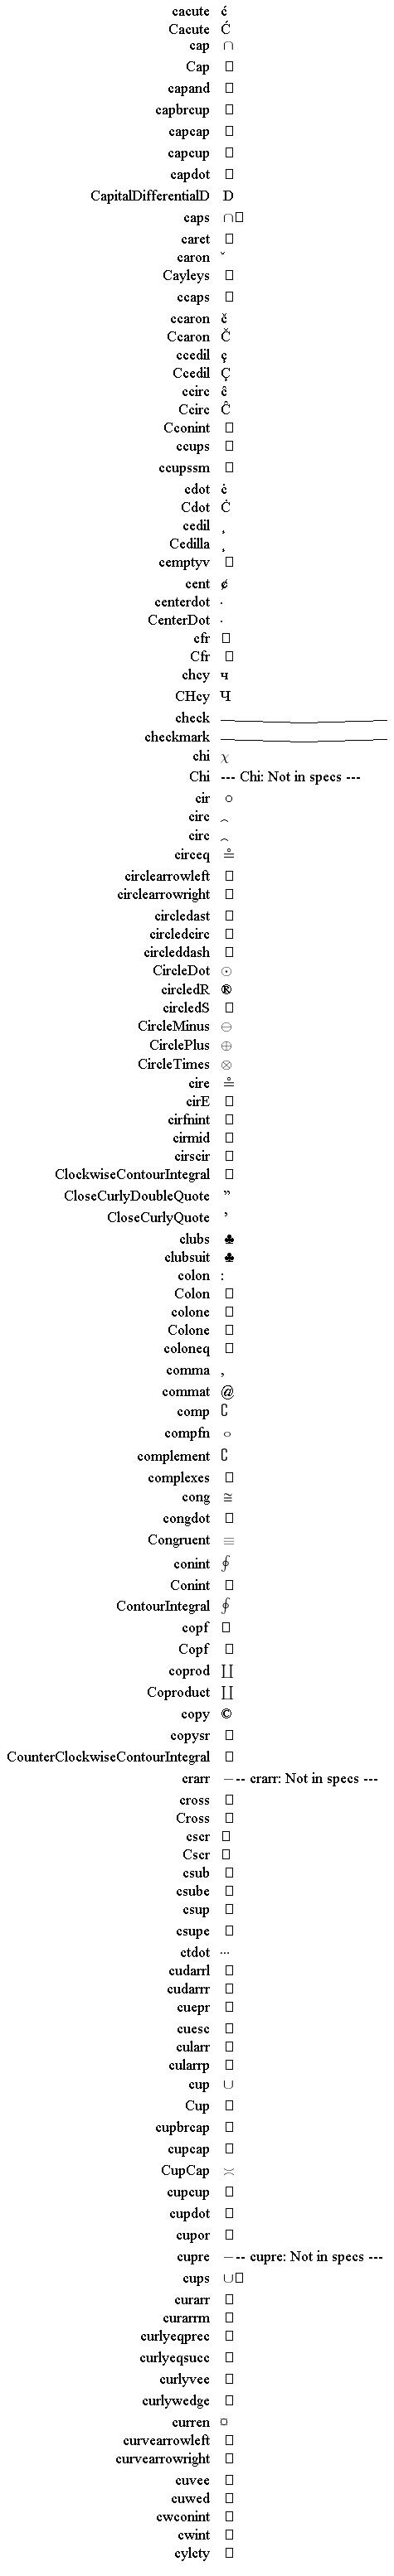 cacute ć
Cacute Ć
cap ∩
Cap □
capand □
capbrcup □
capcap □
capcup □
capdot □
CapitalDifferentialD D
caps ∩□
caret □
caron ˇ
Cayleys □
ccaps □
ccaron č
Ccaron Č
ccedil ç
Ccedil Ç
ccirc ĉ
Ccirc Ĉ
Cconint □
ccups □
ccupssm □
cdot ċ
Cdot Ċ
cedil ¸
Cedilla ¸
cemptyv □
cent ¢
centerdot ·
CenterDot ·
cfr □
Cfr □
chcy ч
CHcy Ч
check
checkmark
chi χ
Chi --- Chi: Not in specs ---
cir ○
circ ^
circ ^
circeq ≗
circlearrowleft □
circlearrowright □
circledast □
circledcirc □
circleddash □
CircleDot ⊙
circledR ®
circledS □
CircleMinus ⊖
CirclePlus ⊕
CircleTimes ⊗
cire ≗
cirE □
cirfnint □
cirmid □
cirscir □
ClockwiseContourIntegral □
CloseCurlyDoubleQuote ”
CloseCurlyQuote ’
clubs ♣
clubsuit ♣
colon :
Colon □
colone □
Colone □
coloneq □
comma ,
commat @
comp ∁
compfn ∘
complement ∁
complexes □
cong ≅
congdot □
Congruent ≡
conint ∮
Conint □
ContourIntegral ∮
copf □
Copf □
coprod ∐
Coproduct ∐
copy ©
copysr □
CounterClockwiseContourIntegral □
crarr --- crarr: Not in specs ---
cross □
Cross □
cscr □
Cscr □
csub □
csube □
csup □
csupe □
ctdot ⋯
cudarrl □
cudarrr □
cuepr □
cuesc □
cularr □
cularrp □
cup ∪
Cup □
cupbrcap □
cupcap □
CupCap ≍
cupcup □
cupdot □
cupor □
cupre --- cupre: Not in specs ---
cups ∪□
curarr □
curarrm □
curlyeqprec □
curlyeqsucc □
curlyvee □
curlywedge □
curren ¤
curvearrowleft □
curvearrowright □
cuvee □
cuwed □
cwconint □
cwint □
cylcty □